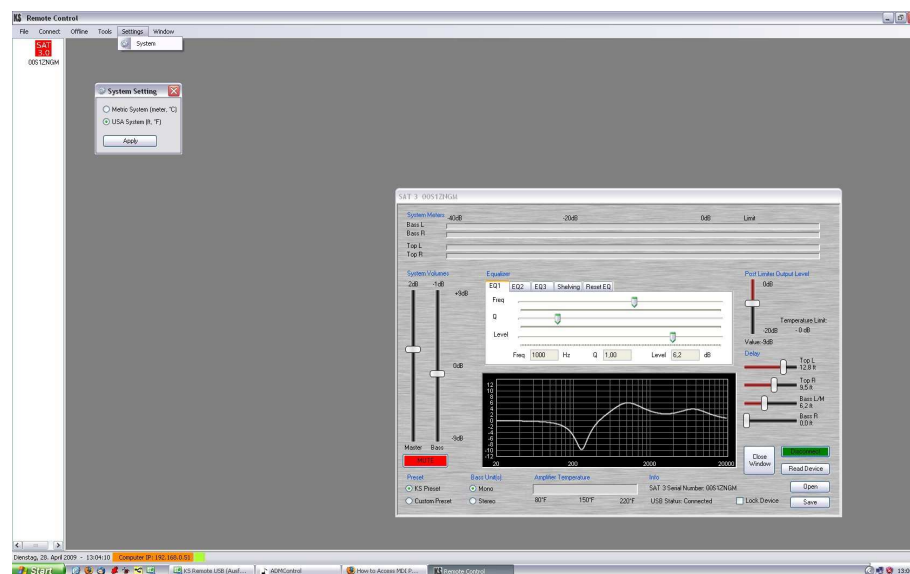 KS Remote Control
File Connect Offline Tools Settings Window
System
SAT
3.0
00S1ZNGM
System Setting
Metric System (meter, °C)
USA System (ft, °F)
Apply
SAT 3 00S1ZNGM
System Meters -40dB -20dB 0dB Limit
Bass L
Bass R
Top L
Top R
System Volumes
2dB -1dB
+9dB
0dB
-9dB
Master Bass
MUTE
Equalizer
EQ1 EQ2 EQ3 Shelving Reset EQ
Freq
Q
Level
Freq 1000 Hz Q 1,00 Level 6,2 dB
12
10
8
6
4
2
0
-2
-4
-6
-8
-10
-12
20 200 2000 20000
Post Limiter Output Level
0dB
Temperature Limit:
-20dB - 0 dB
Value:-9dB
Delay
Top L
12,8 ft
Top R
9,5 ft
Bass L/M
6,2 ft
Bass R
0,0 ft
Close Window
Disconnect
Read Device
Preset
KS Preset
Custom Preset
Bass Unit(s)
Mono
Stereo
Amplifier Temperature
80°F 150°F 220°F
Info
SAT 3 Serial Number: 00S1ZNGM
USB Status: Connected
Lock Device
Open
Save
Dienstag, 28. April 2009 - 13:04:10 Computer IP: 192.168.0.51
Start KS Remote USB (Ausf... ADMControl How to Access MDI P... Remote Control 13:0